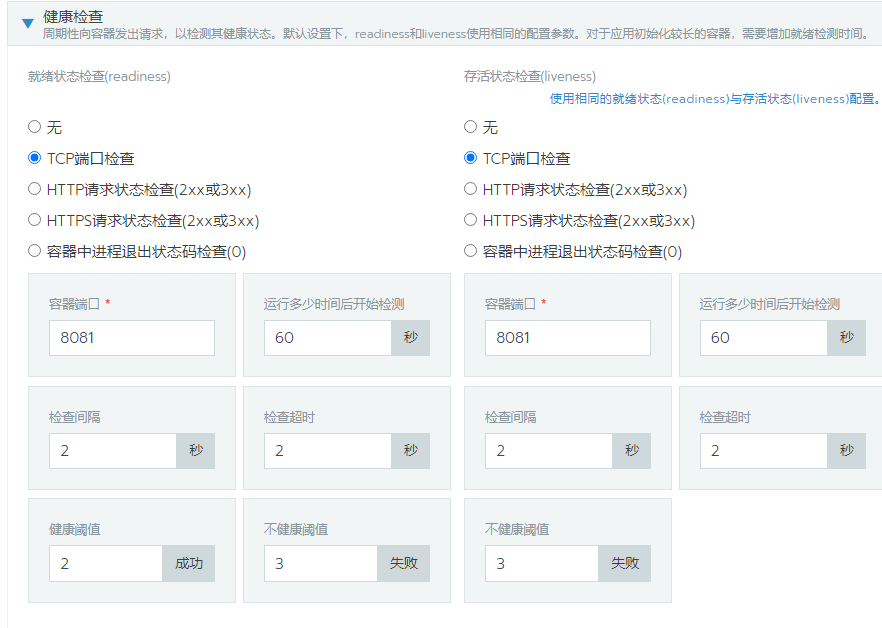 健康检查
周期性向容器发出请求，以检测其健康状态。默认设置下，readiness和liveness使用相同的配置参数。对于应用初始化较长的容器，需要增加就绪检测时间。
就绪状态检查(readiness)
存活状态检查(liveness)
使用相同的就绪状态(readiness)与存活状态(liveness)配置。
无
无
TCP端口检查
TCP端口检查
HTTP请求状态检查(2xx或3xx)
HTTP请求状态检查(2xx或3xx)
HTTPS请求状态检查(2xx或3xx)
HTTPS请求状态检查(2xx或3xx)
容器中进程退出状态码检查(0)
容器中进程退出状态码检查(0)
容器端口 *
运行多少时间后开始检测
容器端口 *
运行多少时间后开始检测
8081
60 秒
8081
60 秒
检查间隔
检查超时
检查间隔
检查超时
2 秒
2 秒
2 秒
2 秒
健康阈值
不健康阈值
不健康阈值
2 成功
3 失败
3 失败